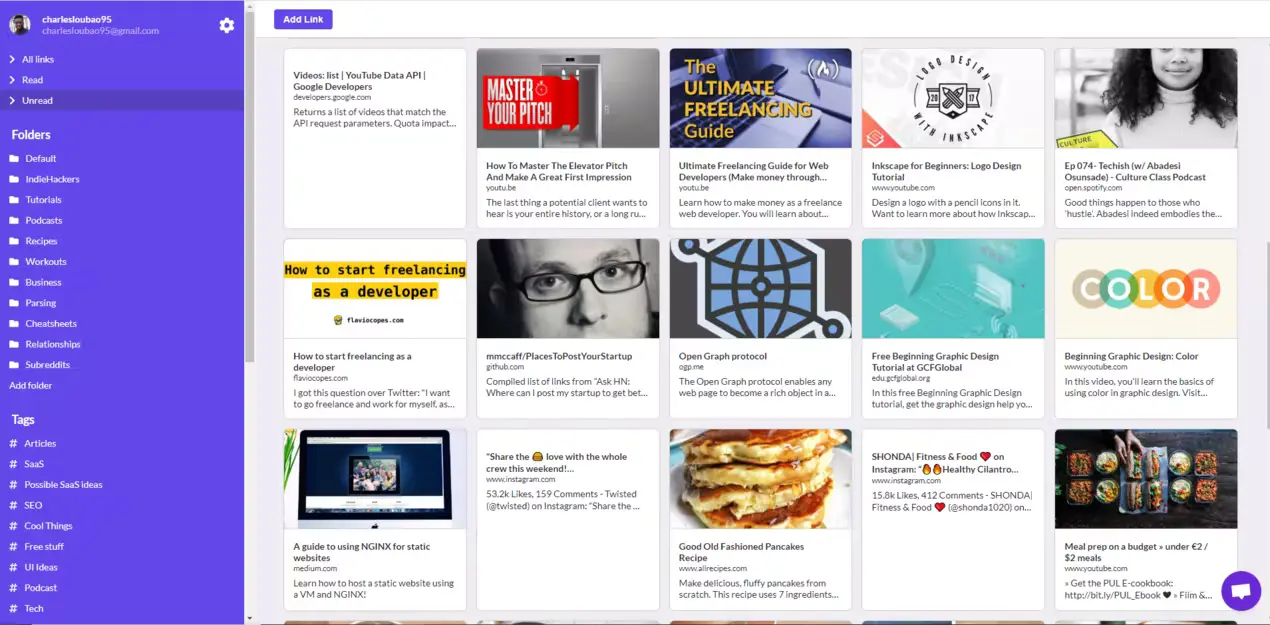 charlesloubao95
charlesloubao95@gmail.com
All links
Read
Unread
Folders
Default
IndieHackers
Tutorials
Podcasts
Recipes
Workouts
Business
Parsing
Cheatsheets
Relationships
Subreddits
Add folder
Tags
# Articles
# SaaS
# Possible SaaS ideas
# SEO
# Cool Things
# Free stuff
# UI Ideas
# Podcast
# Tech
Add Link
Videos: list | YouTube Data API |
Google Developers
developers.google.com
Returns a list of videos that match the
API request parameters. Quota impact...
MASTER
YOUR PITCH
How To Master The Elevator Pitch
And Make A Great First Impression
youtu.be
The last thing a potential client wants to
hear is your entire history, or a long ru...
The
ULTIMATE
FREELANCING
Guide
Ultimate Freelancing Guide for Web
Developers (Make money through...
youtu.be
Learn how to make money as a freelance
web developer. You will learn about...
LOGO DESIGN
20 17
WITH INKSCAPE
Inkscape for Beginners: Logo Design
Tutorial
www.youtube.com
Design a logo with a pencil icons in it.
Want to learn more about how Inkscap...
CULTURE
Ep 074- Techish (w/ Abadesi
Osunsade) - Culture Class Podcast
open.spotify.com
Good things happen to those who
'hustle'. Abadesi indeed embodies the...
How to start freelancing
as a developer
flaviocopes.com
How to start freelancing as a
developer
flaviocopes.com
I got this question over Twitter: "I want
to go freelance and work for myself, as...
mmccaff/PlacesToPostYourStartup
github.com
Compiled list of links from "Ask HN:
Where can I post my startup to get bet...
Open Graph protocol
ogp.me
The Open Graph protocol enables any
web page to become a rich object in a...
Free Beginning Graphic Design
Tutorial at GCFGlobal
edu.gcfglobal.org
In this free Beginning Graphic Design
tutorial, get the graphic design help yo...
COLOR
Beginning Graphic Design: Color
www.youtube.com
In this video, you'll learn the basics of
using color in graphic design. Visit...
A guide to using NGINX for static
websites
medium.com
Learn how to host a static website using
a VM and NGINX!
"Share the 🍔 love with the whole
crew this weekend!...
www.instagram.com
53.2k Likes, 159 Comments - Twisted
(@twisted) on Instagram: "Share the ...
Good Old Fashioned Pancakes
Recipe
www.allrecipes.com
Make delicious, fluffy pancakes from
scratch. This recipe uses 7 ingredients...
SHONDA| Fitness & Food ❤️ on
Instagram: "🔥🔥Healthy Cilantro...
www.instagram.com
15.8k Likes, 412 Comments - SHONDA|
Fitness & Food ❤️ (@shonda1020) on...
Meal prep on a budget » under €2 /
$2 meals
www.youtube.com
» Get the PUL E-cookbook:
http://bit.ly/PUL_Ebook 🖤 » Film &...